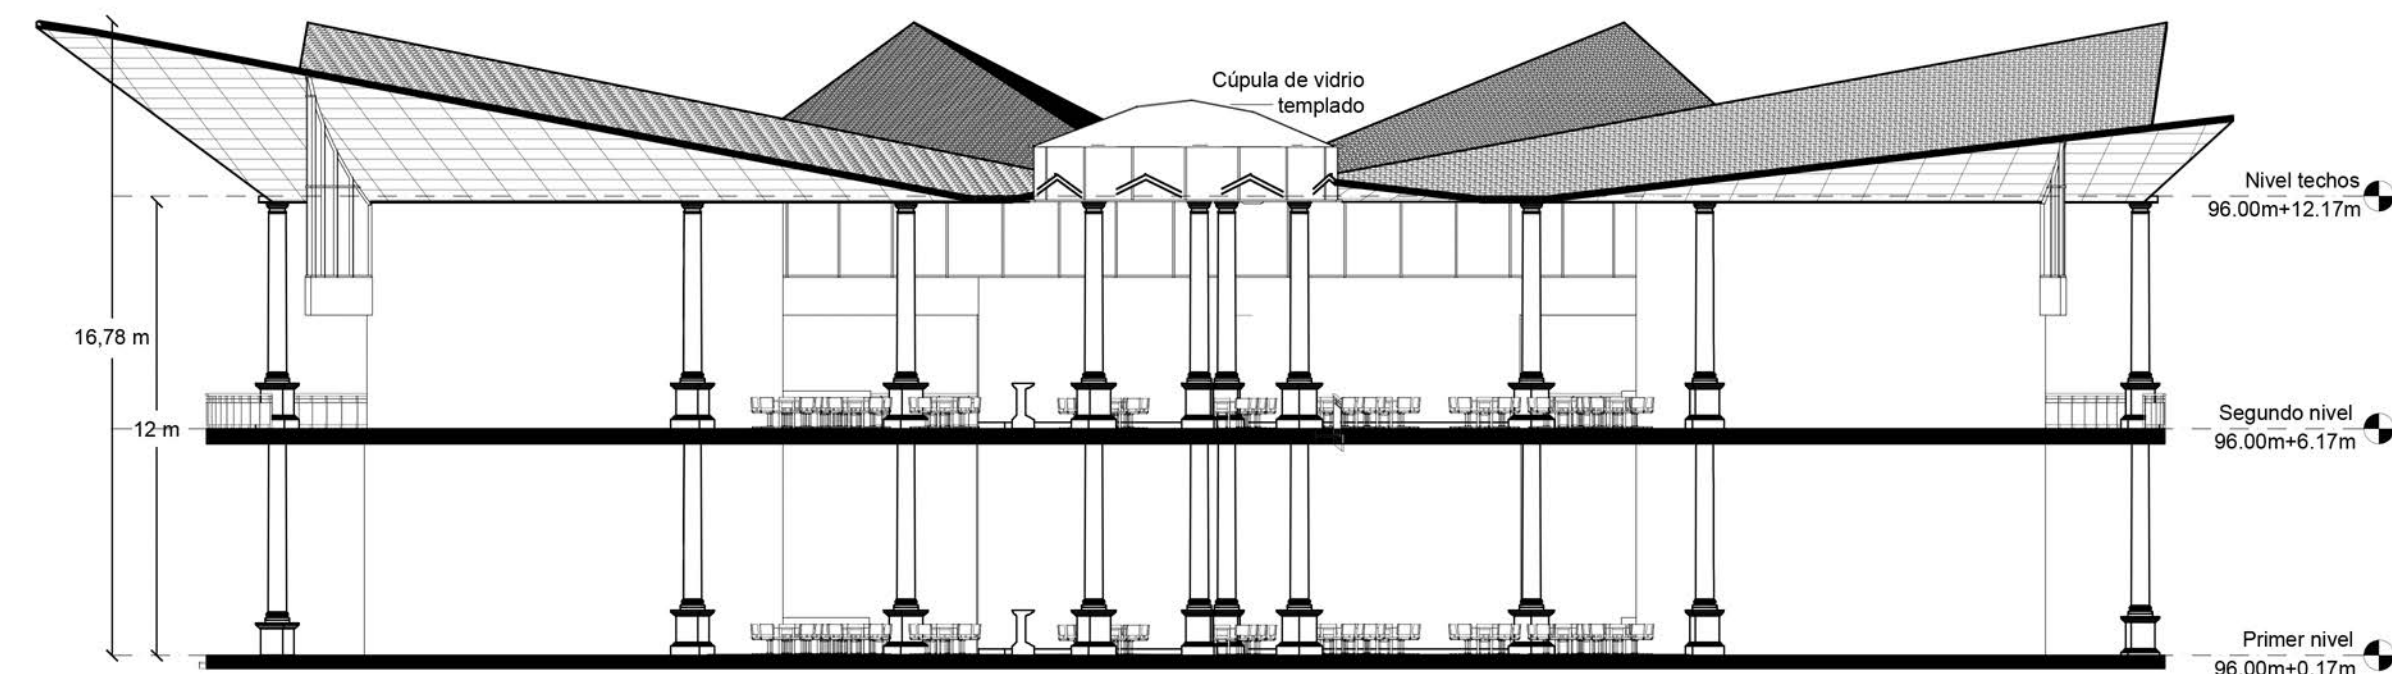 Cúpula de vidrio
templado
Nivel techos
96.00m+12.17m
16,78 m
12 m
Segundo nivel
96.00m+6.17m
Primer nivel
96.00m+0.17m